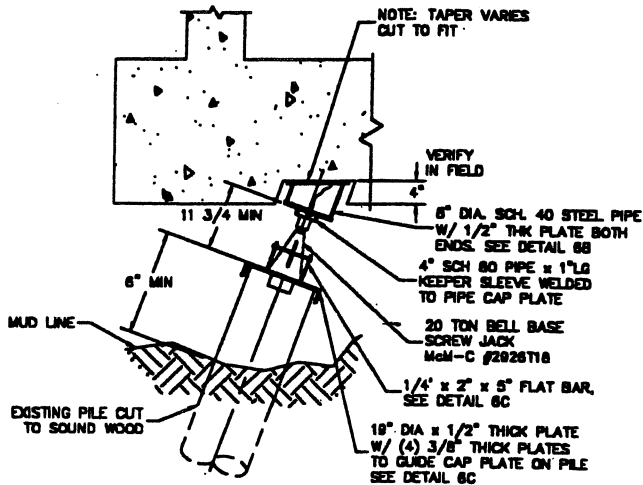 NOTE: TAPER VARIES
CUT TO FIT
VERIFY
IN FIELD
4"
11 3/4 MIN
6" DIA. SCH. 40 STEEL PIPE
W/ 1/2" THK PLATE BOTH
ENDS. SEE DETAIL 6B
6" MIN
4" SCH 80 PIPE x 1"LG
KEEPER SLEEVE WELDED
TO PIPE CAP PLATE
MUD LINE
20 TON BELL BASE
SCREW JACK
McM-C #2926T18
1/4' x 2" x 5" FLAT BAR,
SEE DETAIL 6C
EXISTING PILE CUT
TO SOUND WOOD
19" DIA x 1/2" THICK PLATE
W/ (4) 3/8" THICK PLATES
TO GUIDE CAP PLATE ON PILE
SEE DETAIL 6C